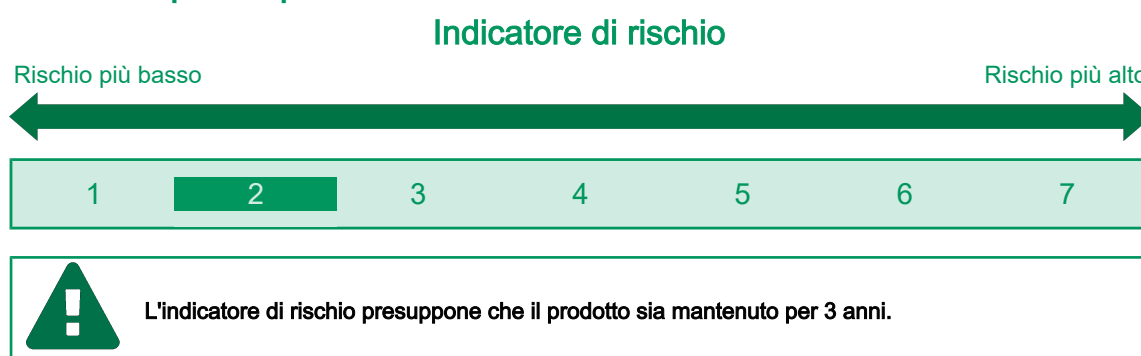 Indicatore di rischio
Rischio più basso Rischio più alto
1 2 3 4 5 6 7
L'indicatore di rischio presuppone che il prodotto sia mantenuto per 3 anni.